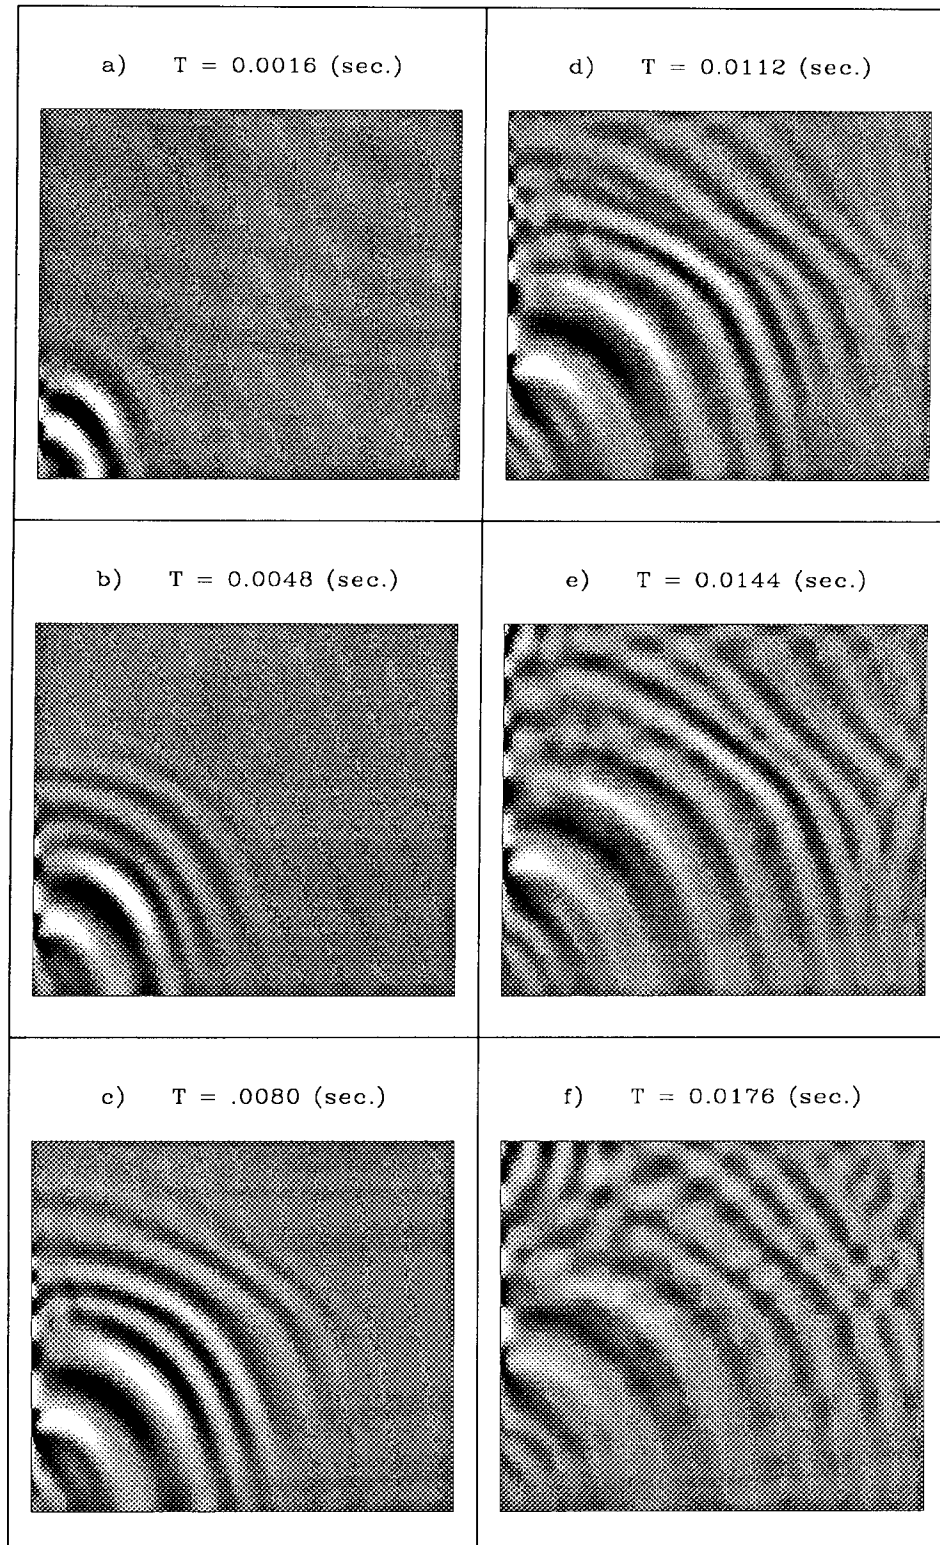 a) T = 0.0016 (sec.)
d) T = 0.0112 (sec.)
b) T = 0.0048 (sec.)
e) T = 0.0144 (sec.)
c) T = .0080 (sec.)
f) T = 0.0176 (sec.)